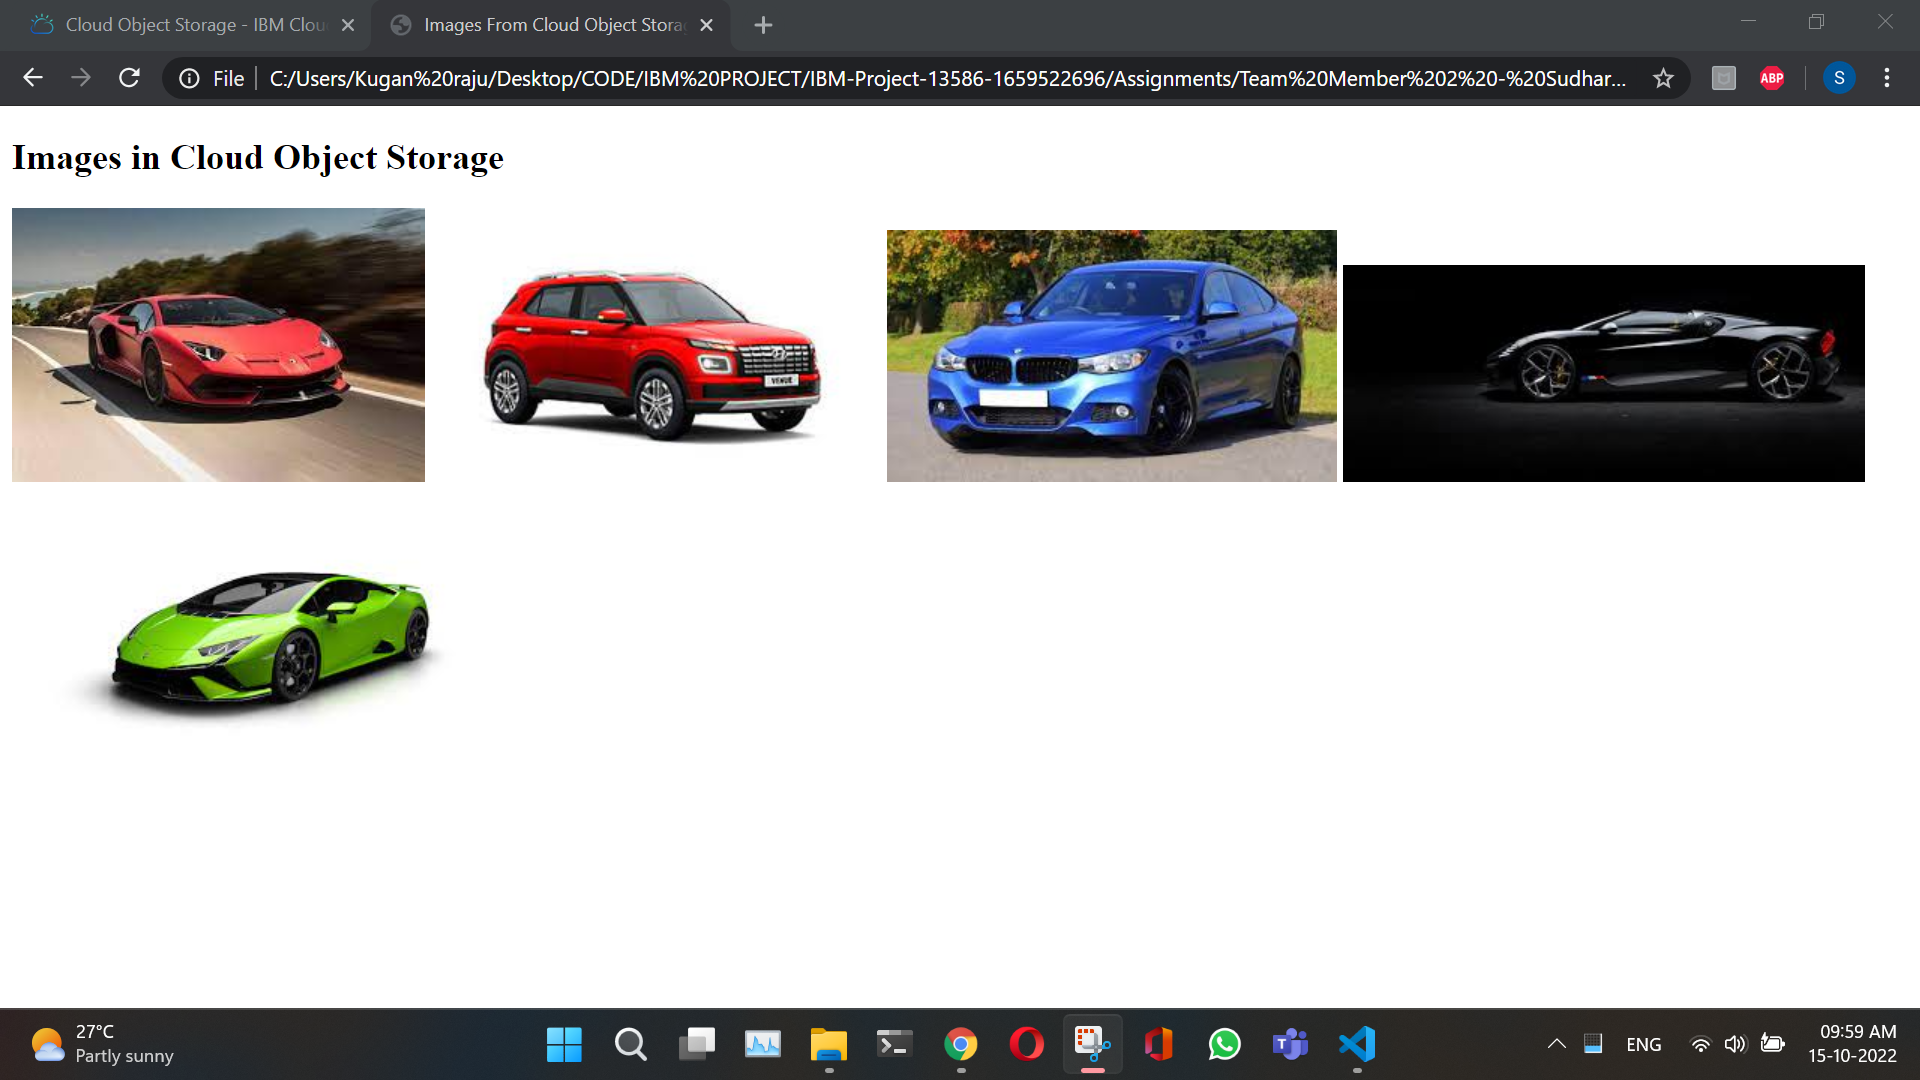 Cloud Object Storage - IBM Clou
Images From Cloud Object Stora
File
C:/Users/Kugan%20raju/Desktop/CODE/IBM%20PROJECT/IBM-Project-13586-1659522696/Assignments/Team%20Member%202%20-%20Sudhar...
ABP
S
Images in Cloud Object Storage
VENUE
27°C
Partly sunny
ENG
09:59 AM
15-10-2022